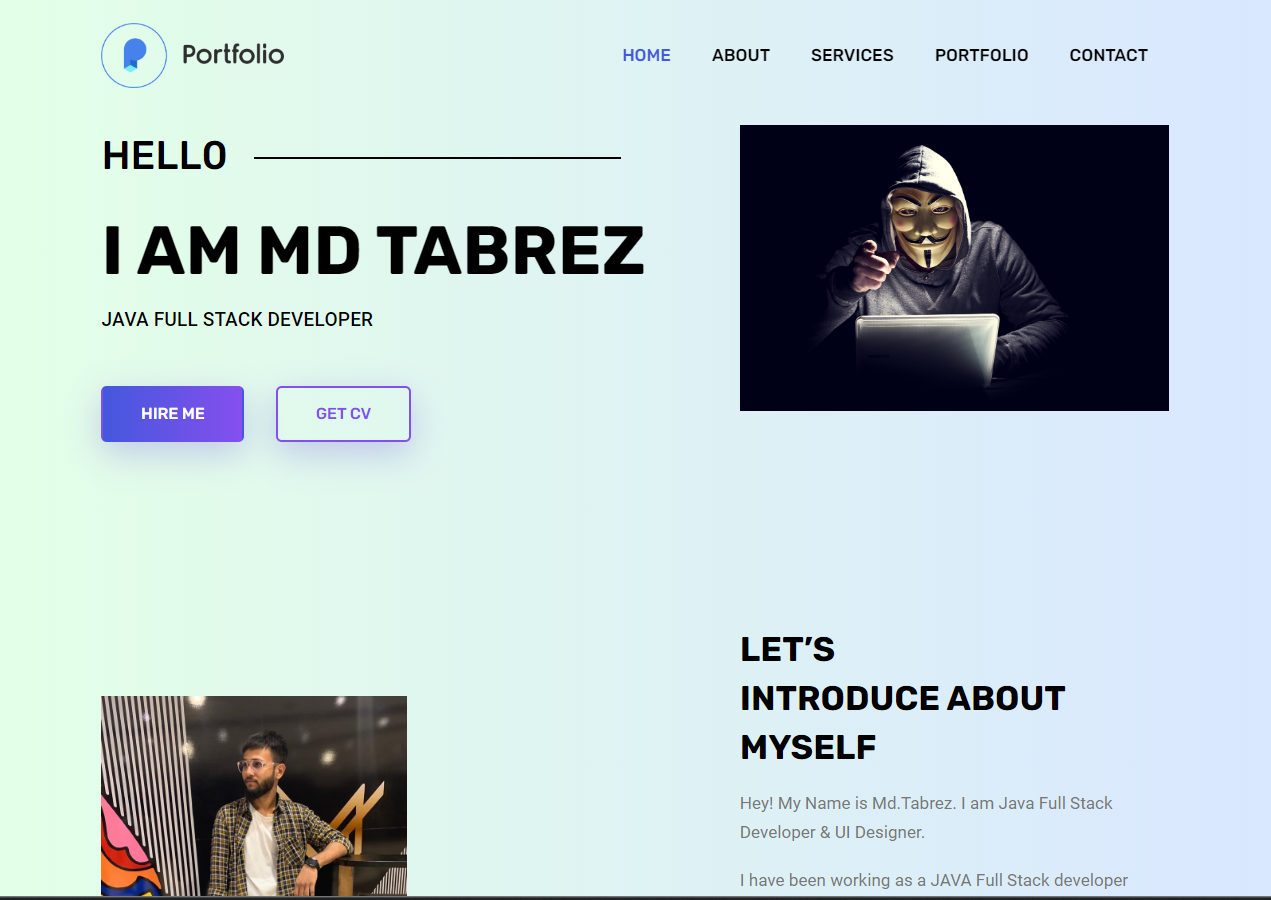 Portfolio
HOME ABOUT SERVICES PORTFOLIO CONTACT
HELLO
I AM MD TABREZ
JAVA FULL STACK DEVELOPER
HIRE ME GET CV
LET’S
INTRODUCE ABOUT
MYSELF
Hey! My Name is Md.Tabrez. I am Java Full Stack
Developer & UI Designer.
I have been working as a JAVA Full Stack developer